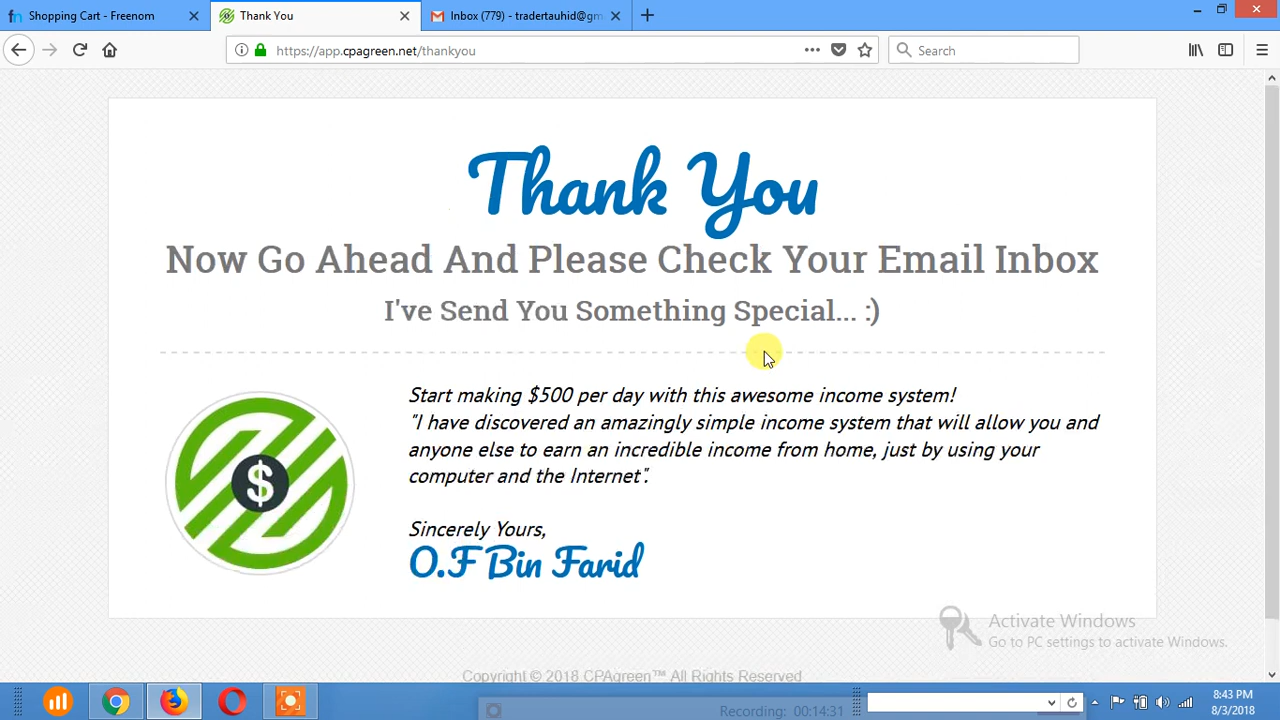 Shopping Cart - Freenom
Thank You
Inbox (779) - tradertauhid@gm
https://app.cpagreen.net/thankyou
Search
Thank You
Now Go Ahead And Please Check Your Email Inbox
I've Send You Something Special... :)
Start making $500 per day with this awesome income system!
"I have discovered an amazingly simple income system that will allow you and
anyone else to earn an incredible income from home, just by using your
computer and the Internet".
$
Sincerely Yours,
O.F Bin Farid
Activate Windows
Go to PC settings to activate Windows.
Copyright © 2018 CPAgreen™ All Rights Reserved
Recording: 00:14:31
8:43 PM
8/3/2018